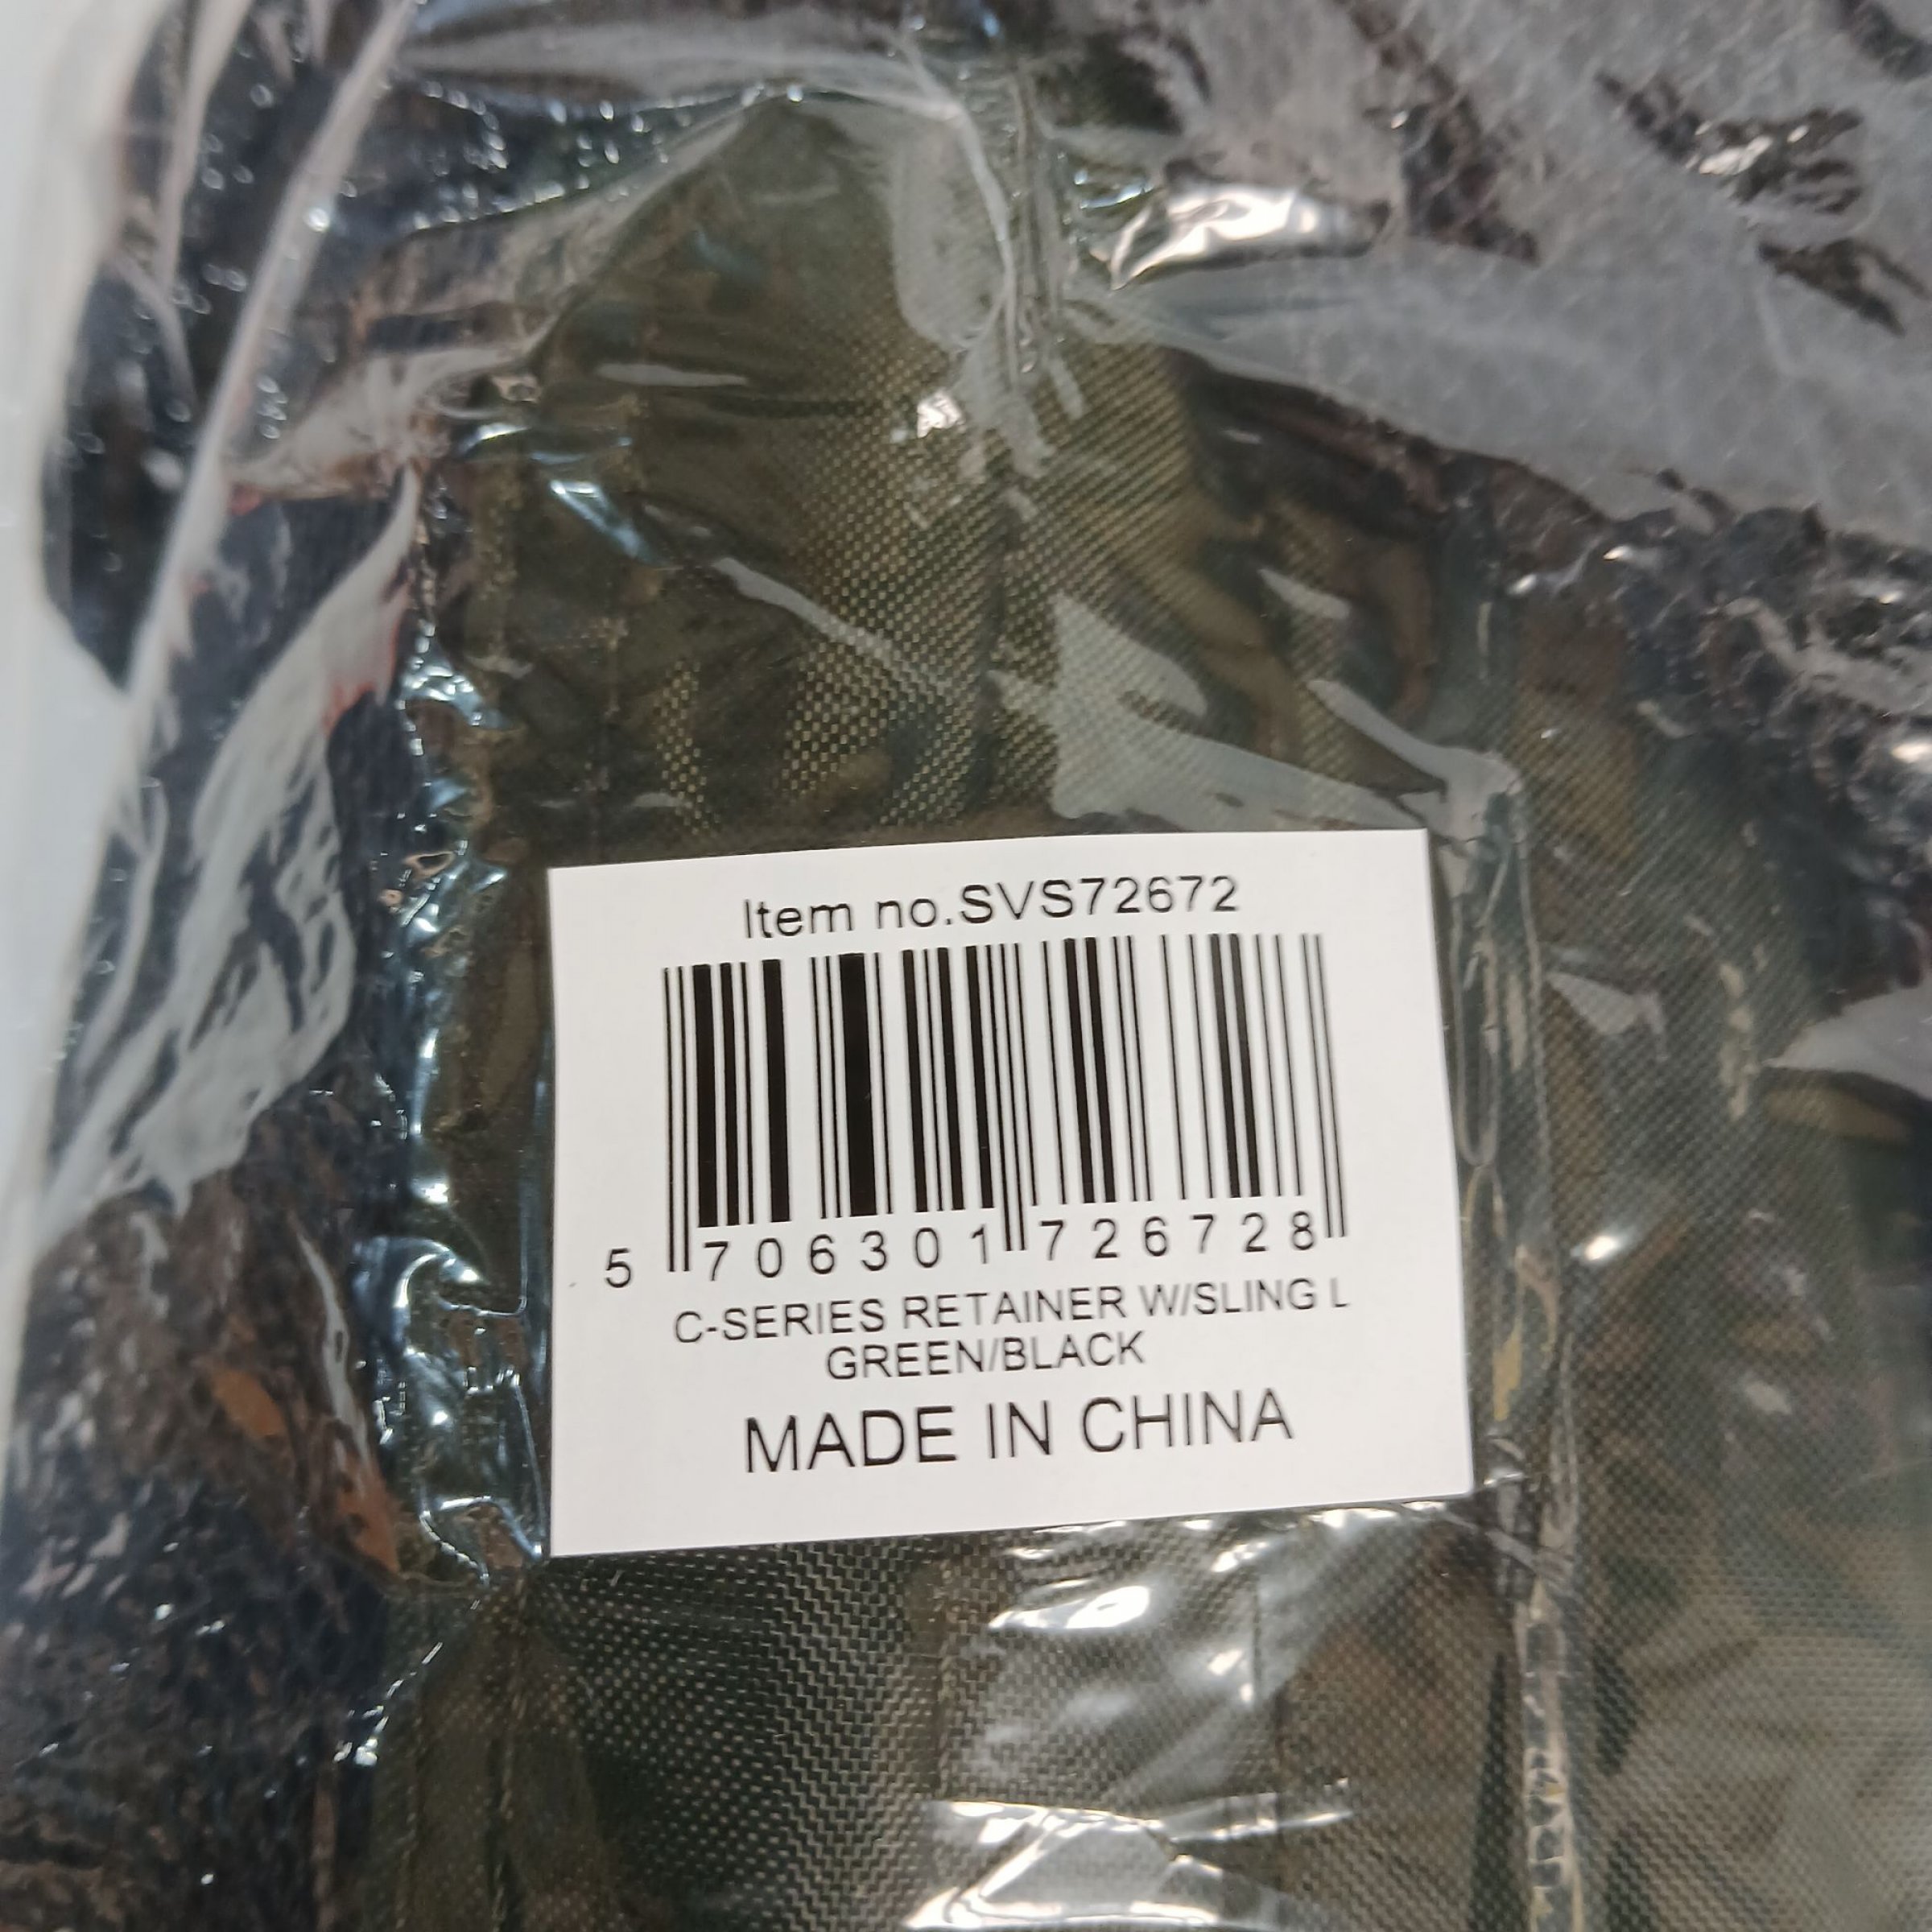 Item no.SVS72672
5 706301 726728
C-SERIES RETAINER W/SLING L
GREEN/BLACK
MADE IN CHINA